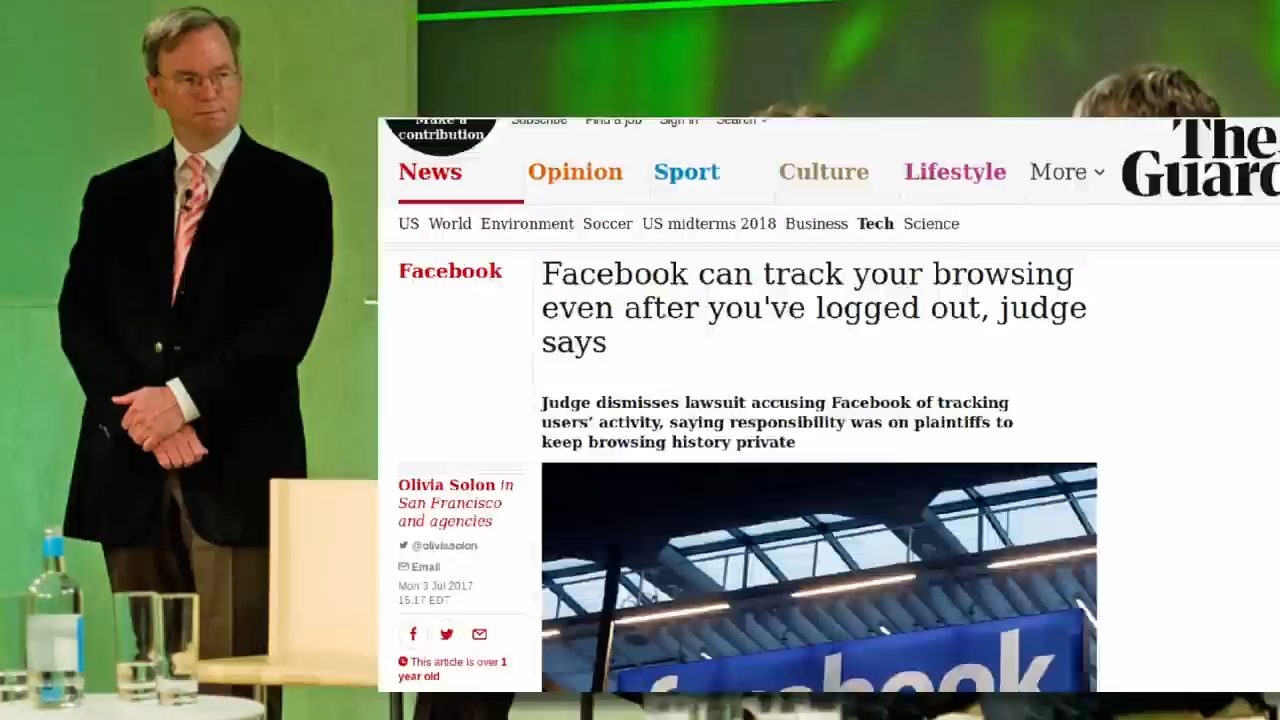 Make a
contribution
Subscribe Find a job Sign in Search
The
Guard
News Opinion Sport Culture Lifestyle More
US World Environment Soccer US midterms 2018 Business Tech Science
Facebook
Facebook can track your browsing
even after you've logged out, judge
says
Judge dismisses lawsuit accusing Facebook of tracking
users’ activity, saying responsibility was on plaintiffs to
keep browsing history private
Olivia Solon in
San Francisco
and agencies
@oliviasolon
Email
Mon 3 Jul 2017
15.17 EDT
This article is over 1
year old
facebook